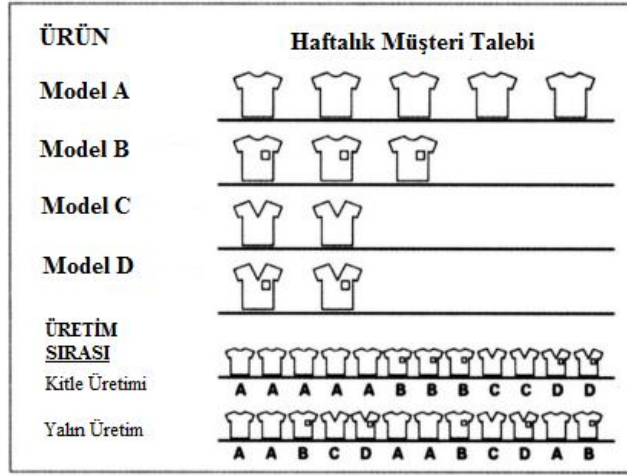 ÜRÜN
Haftalık Müşteri Talebi
Model A
Model B
Model C
Model D
ÜRETİM
SIRASI
Kitle Üretimi
A A A A A B B B C C D D
Yalın Üretim
A A B C D A A B C D A B